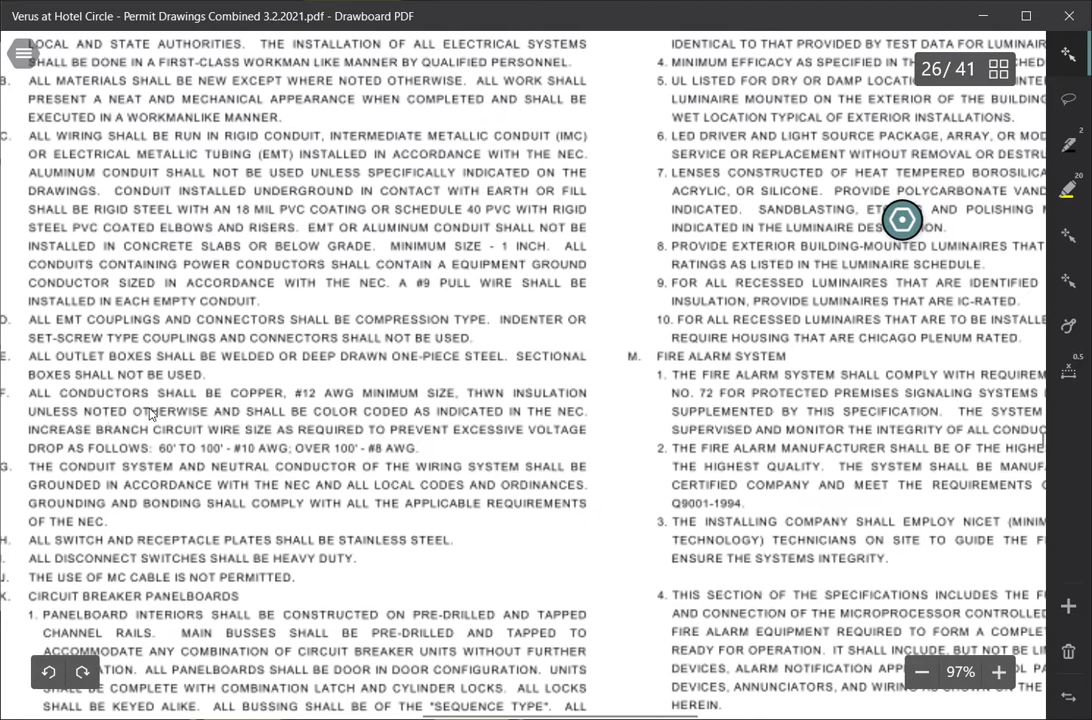 Verus at Hotel Circle - Permit Drawings Combined 3.2.2021.pdf - Drawboard PDF
26 / 41
LOCAL AND STATE AUTHORITIES. THE INSTALLATION OF ALL ELECTRICAL SYSTEMS
SHALL BE DONE IN A FIRST-CLASS WORKMAN LIKE MANNER BY QUALIFIED PERSONNEL.
B. ALL MATERIALS SHALL BE NEW EXCEPT WHERE NOTED OTHERWISE. ALL WORK SHALL
PRESENT A NEAT AND MECHANICAL APPEARANCE WHEN COMPLETED AND SHALL BE
EXECUTED IN A WORKMANLIKE MANNER.
C. ALL WIRING SHALL BE RUN IN RIGID CONDUIT, INTERMEDIATE METALLIC CONDUIT (IMC)
OR ELECTRICAL METALLIC TUBING (EMT) INSTALLED IN ACCORDANCE WITH THE NEC.
ALUMINUM CONDUIT SHALL NOT BE USED UNLESS SPECIFICALLY INDICATED ON THE
DRAWINGS. CONDUIT INSTALLED UNDERGROUND IN CONTACT WITH EARTH OR FILL
SHALL BE RIGID STEEL WITH AN 18 MIL PVC COATING OR SCHEDULE 40 PVC WITH RIGID
STEEL PVC COATED ELBOWS AND RISERS. EMT OR ALUMINUM CONDUIT SHALL NOT BE
INSTALLED IN CONCRETE SLABS OR BELOW GRADE. MINIMUM SIZE - 1 INCH. ALL
CONDUITS CONTAINING POWER CONDUCTORS SHALL CONTAIN A EQUIPMENT GROUND
CONDUCTOR SIZED IN ACCORDANCE WITH THE NEC. A #9 PULL WIRE SHALL BE
INSTALLED IN EACH EMPTY CONDUIT.
D. ALL EMT COUPLINGS AND CONNECTORS SHALL BE COMPRESSION TYPE. INDENTER OR
SET-SCREW TYPE COUPLINGS AND CONNECTORS SHALL NOT BE USED.
E. ALL OUTLET BOXES SHALL BE WELDED OR DEEP DRAWN ONE-PIECE STEEL. SECTIONAL
BOXES SHALL NOT BE USED.
F. ALL CONDUCTORS SHALL BE COPPER, #12 AWG MINIMUM SIZE, THWN INSULATION
UNLESS NOTED OTHERWISE AND SHALL BE COLOR CODED AS INDICATED IN THE NEC.
INCREASE BRANCH CIRCUIT WIRE SIZE AS REQUIRED TO PREVENT EXCESSIVE VOLTAGE
DROP AS FOLLOWS: 60' TO 100' - #10 AWG; OVER 100' - #8 AWG.
G. THE CONDUIT SYSTEM AND NEUTRAL CONDUCTOR OF THE WIRING SYSTEM SHALL BE
GROUNDED IN ACCORDANCE WITH THE NEC AND ALL LOCAL CODES AND ORDINANCES.
GROUNDING AND BONDING SHALL COMPLY WITH ALL THE APPLICABLE REQUIREMENTS
OF THE NEC.
H. ALL SWITCH AND RECEPTACLE PLATES SHALL BE STAINLESS STEEL.
I. ALL DISCONNECT SWITCHES SHALL BE HEAVY DUTY.
J. THE USE OF MC CABLE IS NOT PERMITTED.
K. CIRCUIT BREAKER PANELBOARDS
1. PANELBOARD INTERIORS SHALL BE CONSTRUCTED ON PRE-DRILLED AND TAPPED
CHANNEL RAILS. MAIN BUSSES SHALL BE PRE-DRILLED AND TAPPED TO
ACCOMMODATE ANY COMBINATION OF CIRCUIT BREAKER UNITS WITHOUT FURTHER
ATION. ALL PANELBOARDS SHALL BE DOOR IN DOOR CONFIGURATION. UNITS
SHALL BE COMPLETE WITH COMBINATION LATCH AND CYLINDER LOCKS. ALL LOCKS
SHALL BE KEYED ALIKE. ALL BUSSING SHALL BE OF THE "SEQUENCE TYPE". ALL
IDENTICAL TO THAT PROVIDED BY TEST DATA FOR LUMINAIR
4. MINIMUM EFFICACY AS SPECIFIED IN TH
5. UL LISTED FOR DRY OR DAMP LOCATI
LUMINAIRE MOUNTED ON THE EXTERIOR OF THE BUILDING
WET LOCATION TYPICAL OF EXTERIOR INSTALLATIONS.
6. LED DRIVER AND LIGHT SOURCE PACKAGE, ARRAY, OR MOD
SERVICE OR REPLACEMENT WITHOUT REMOVAL OR DESTRU
7. LENSES CONSTRUCTED OF HEAT TEMPERED BOROSILICA
ACRYLIC, OR SILICONE. PROVIDE POLYCARBONATE VAND
INDICATED. SANDBLASTING, AND POLISHING
INDICATED IN THE LUMINAIRE
8. PROVIDE EXTERIOR BUILDING-MOUNTED LUMINAIRES THAT
RATINGS AS LISTED IN THE LUMINAIRE SCHEDULE.
9. FOR ALL RECESSED LUMINAIRES THAT ARE IDENTIFIED
INSULATION, PROVIDE LUMINAIRES THAT ARE IC-RATED.
10. FOR ALL RECESSED LUMINAIRES THAT ARE TO BE INSTALLE
REQUIRE HOUSING THAT ARE CHICAGO PLENUM RATED.
M. FIRE ALARM SYSTEM
1. THE FIRE ALARM SYSTEM SHALL COMPLY WITH REQUIREM
NO. 72 FOR PROTECTED PREMISES SIGNALING SYSTEMS
SUPPLEMENTED BY THIS SPECIFICATION. THE SYSTEM
SUPERVISED AND MONITOR THE INTEGRITY OF ALL CONDUC
2. THE FIRE ALARM MANUFACTURER SHALL BE OF THE HIGHE
THE HIGHEST QUALITY. THE SYSTEM SHALL BE MANUF
CERTIFIED COMPANY AND MEET THE REQUIREMENTS
Q9001-1994.
3. THE INSTALLING COMPANY SHALL EMPLOY NICET (MINIM
TECHNOLOGY) TECHNICIANS ON SITE TO GUIDE THE F
ENSURE THE SYSTEMS INTEGRITY.
4. THIS SECTION OF THE SPECIFICATIONS INCLUDES THE F
AND CONNECTION OF THE MICROPROCESSOR CONTROLLED
FIRE ALARM EQUIPMENT REQUIRED TO FORM A COMPLE
READY FOR OPERATION. IT SHALL INCLUDE, BUT NOT BE LI
DEVICES, ALARM NOTIFICATION APP
DEVICES, ANNUNCIATORS, AND THE
HEREIN.
2
20
0.5
97%